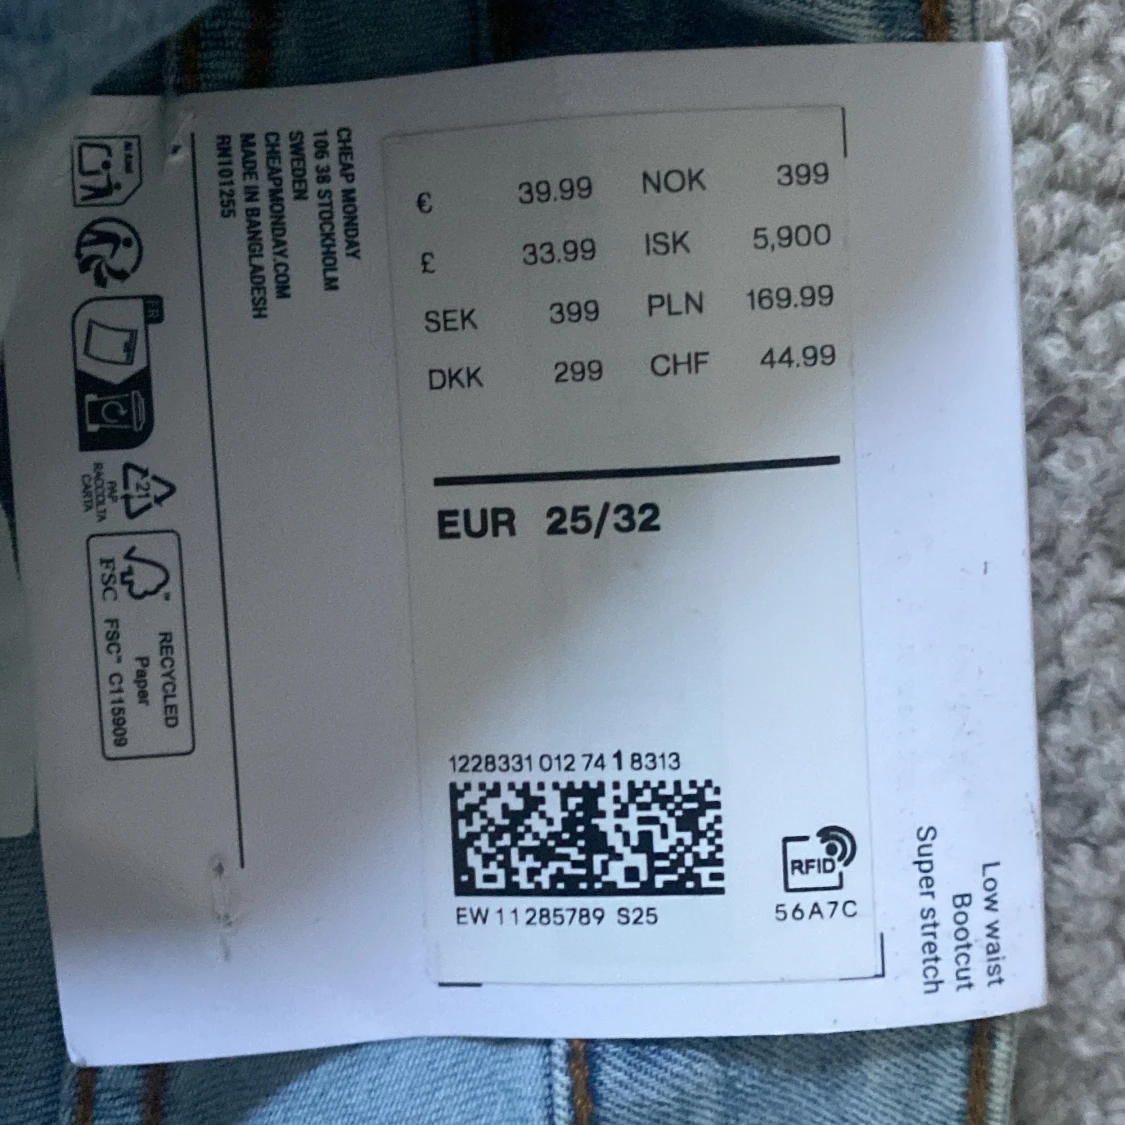 € 39.99 NOK 399
£ 33.99 ISK 5,900
SEK 399 PLN 169.99
DKK 299 CHF 44.99
EUR 25/32
1228331 012 74 1 8313
EW 11285789 S25
RFID
56A7C
Low waist
Bootcut
Super stretch
CHEAP MONDAY
106 38 STOCKHOLM
SWEDEN
CHEAPMONDAY.COM
MADE IN BANGLADESH
RN101255
FR
21
PAP
RACCOLTA
CARTA
FSC
RECYCLED
Paper
FSC™ C115909